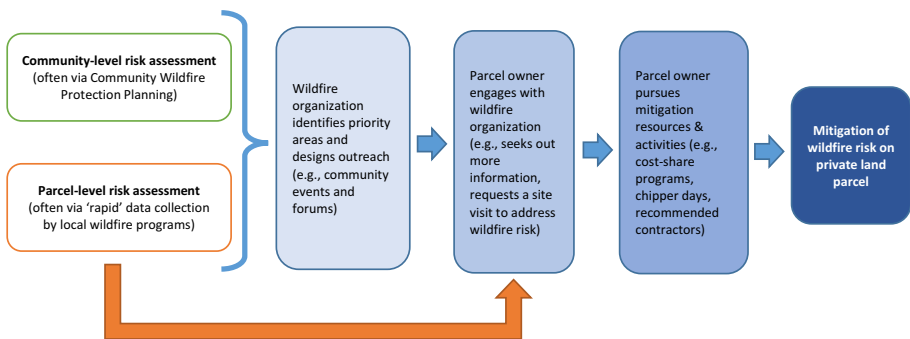 Community-level risk assessment
(often via Community Wildfire
Protection Planning)
Parcel-level risk assessment
(often via ‘rapid’ data collection
by local wildfire programs)
Wildfire
organization
identifies priority
areas and
designs outreach
(e.g., community
events and
forums)
Parcel owner
engages with
wildfire
organization
(e.g., seeks out
more
information,
requests a site
visit to address
wildfire risk)
Parcel owner
pursues
mitigation
resources &
activities (e.g.,
cost-share
programs,
chipper days,
recommended
contractors)
Mitigation of
wildfire risk on
private land
parcel